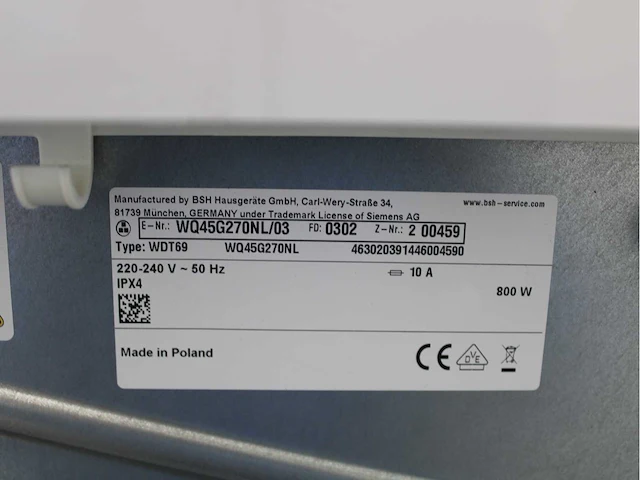 Manufactured by BSH Hausgeräte GmbH, Carl-Wery-Straße 34,
www.bsh-service.com
81739 München, GERMANY under Trademark License of Siemens AG
E-Nr.: WQ45G270NL/03 FD: 0302 Z-Nr.: 2 00459
Type: WDT69 WQ45G270NL 463020391446004590
220-240 V ~ 50 Hz 10 A
IPX4 800 W
Made in Poland CE DVE